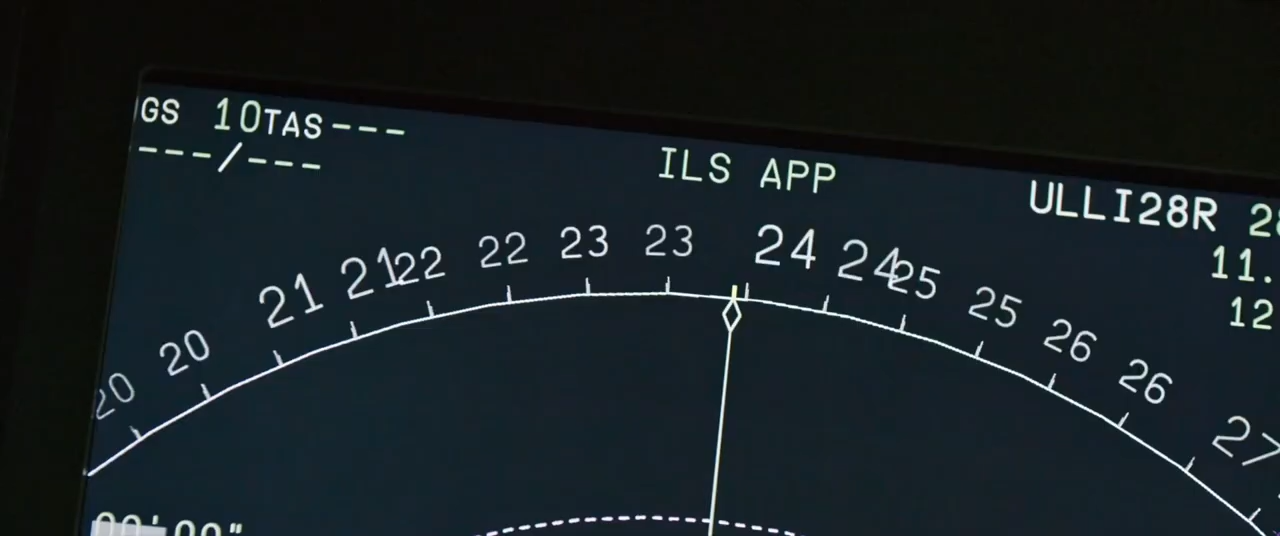 GS 10TAS---
---/---
ILS APP
ULLI28R
11.
12
20 20 21 21 22 22 23 23 24 24 25 25 26 26 27
00'00"